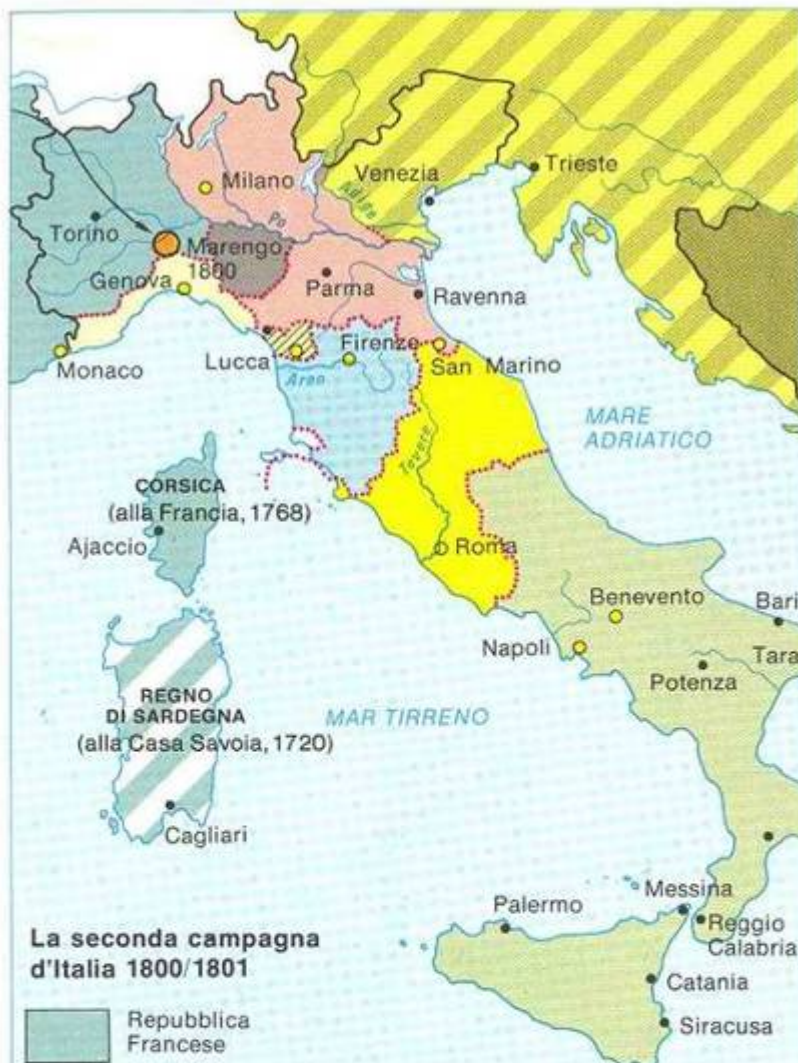 Milano
Venezia
Trieste
Adige
Po
Torino
Marengo
1800
Genova
Parma
Ravenna
Monaco
Lucca
Firenze
San Marino
Arno
MARE
ADRIATICO
Tevere
CORSICA
(alla Francia, 1768)
Ajaccio
Roma
Benevento
Bari
Napoli
Tara
Potenza
REGNO
DI SARDEGNA
(alla Casa Savoia, 1720)
MAR TIRRENO
Cagliari
Messina
Palermo
Reggio
Calabria
La seconda campagna
d'Italia 1800/1801
Catania
Siracusa
Repubblica
Francese